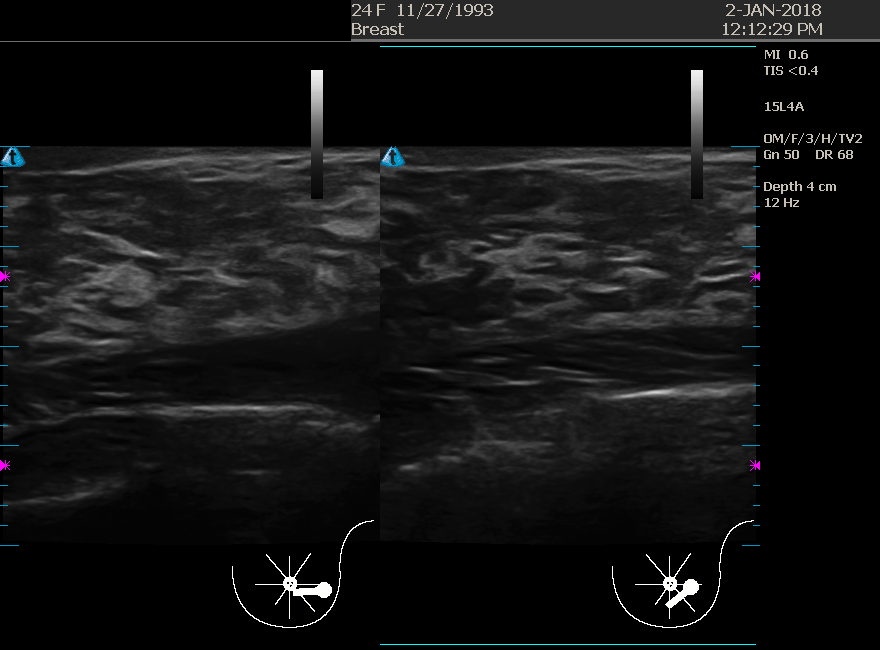 24 F 11/27/1993
2-JAN-2018
Breast
12:12:29 PM
MI 0.6
TIS <0.4
15L4A
OM/F/3/H/TV2
Gn 50 DR 68
Depth 4 cm
12 Hz